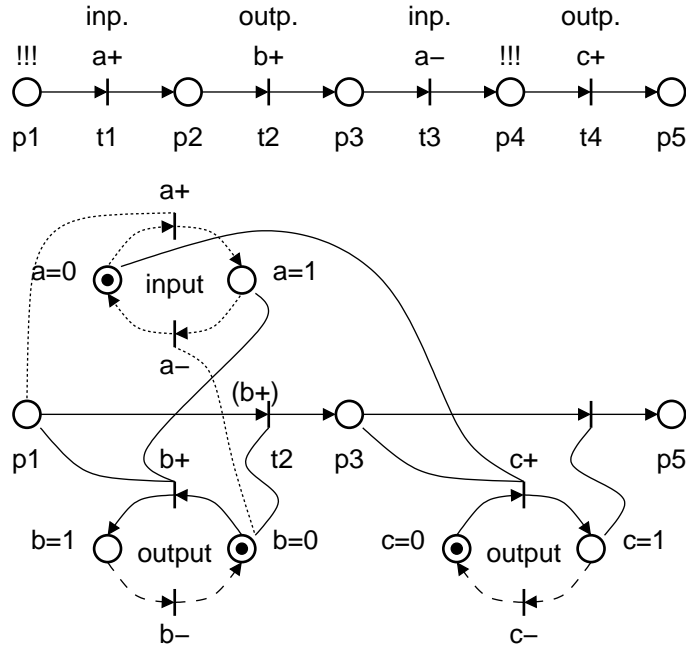 inp. outp. inp. outp.
!!! a+ b+ a− !!! c+
p1 t1 p2 t2 p3 t3 p4 t4 p5
a+
a=0 input a=1
a−
(b+)
p1 b+ t2 p3 c+ p5
b=1 output b=0 c=0 output c=1
b− c−